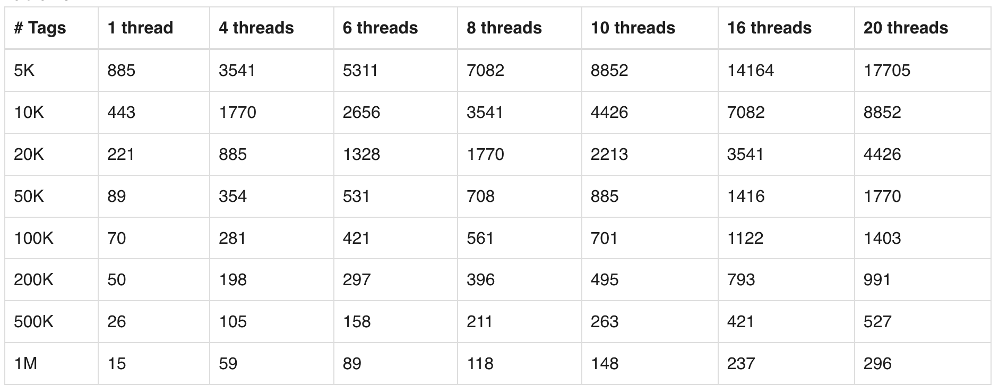 # Tags 1 thread 4 threads 6 threads 8 threads 10 threads 16 threads 20 threads
5K 885 3541 5311 7082 8852 14164 17705
10K 443 1770 2656 3541 4426 7082 8852
20K 221 885 1328 1770 2213 3541 4426
50K 89 354 531 708 885 1416 1770
100K 70 281 421 561 701 1122 1403
200K 50 198 297 396 495 793 991
500K 26 105 158 211 263 421 527
1M 15 59 89 118 148 237 296